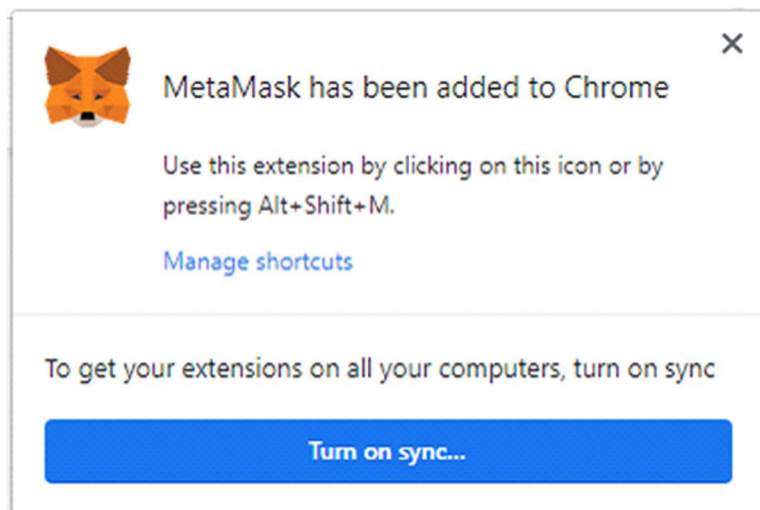 MetaMask has been added to Chrome
Use this extension by clicking on this icon or by
pressing Alt+Shift+M.
Manage shortcuts
To get your extensions on all your computers, turn on sync
Turn on sync...